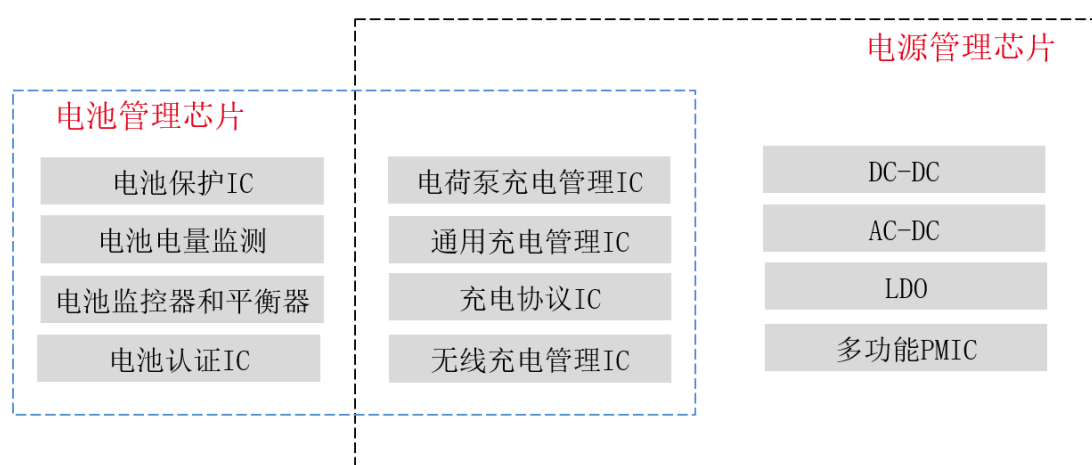 电源管理芯片
电池管理芯片
电池保护IC
电池电量监测
电池监控器和平衡器
电池认证IC
电荷泵充电管理IC
通用充电管理IC
充电协议IC
无线充电管理IC
DC-DC
AC-DC
LDO
多功能PMIC